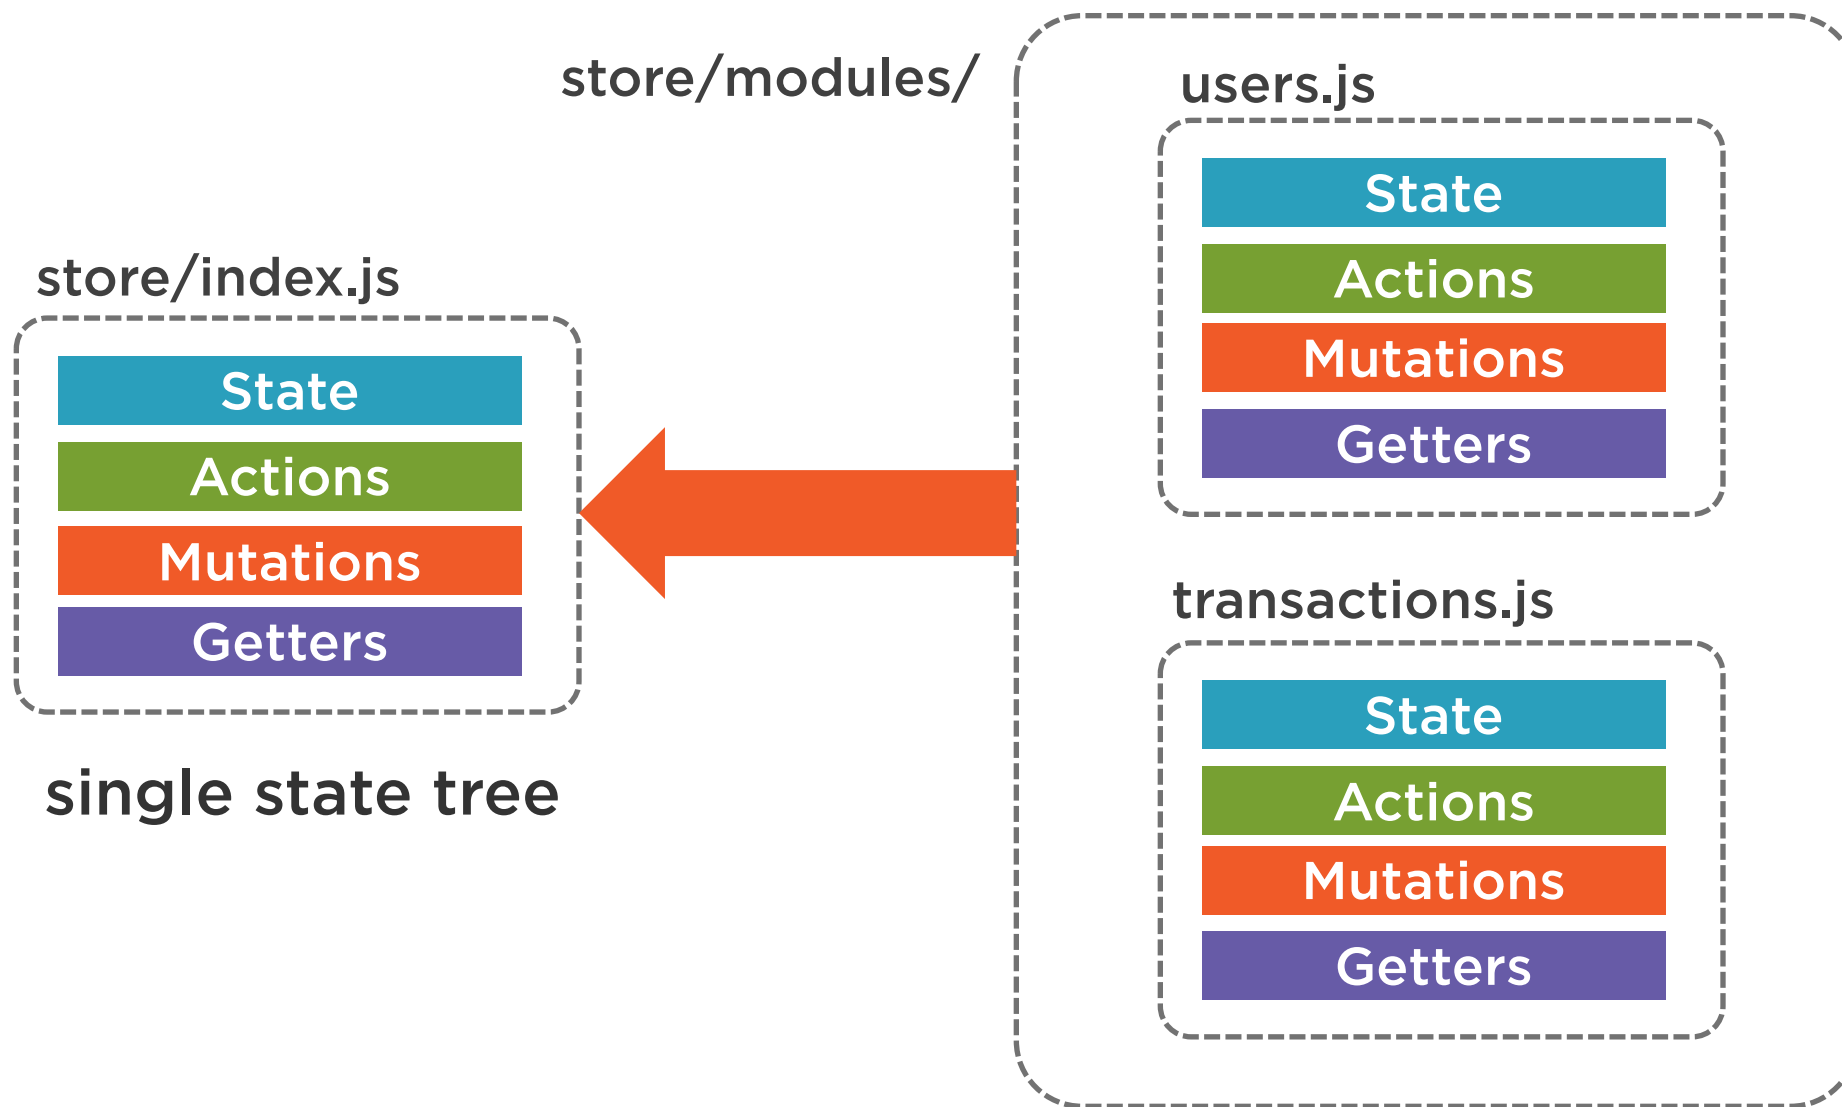 store/modules/
users.js
State
Actions
Mutations
Getters
store/index.js
State
Actions
Mutations
Getters
single state tree
transactions.js
State
Actions
Mutations
Getters